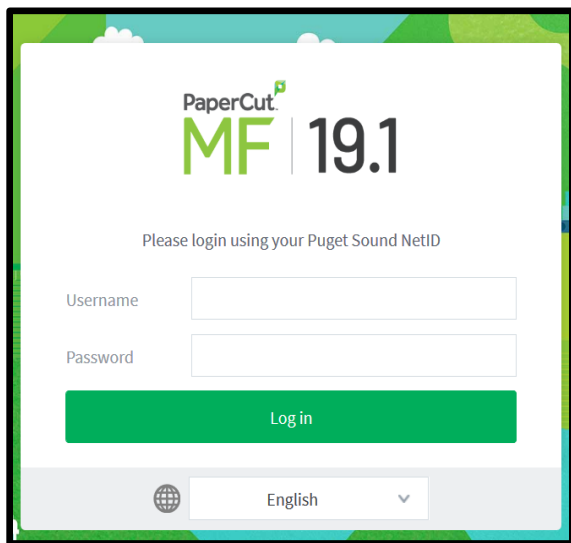 PaperCut
MF | 19.1
Please login using your Puget Sound NetID
Username
Password
Log in
English